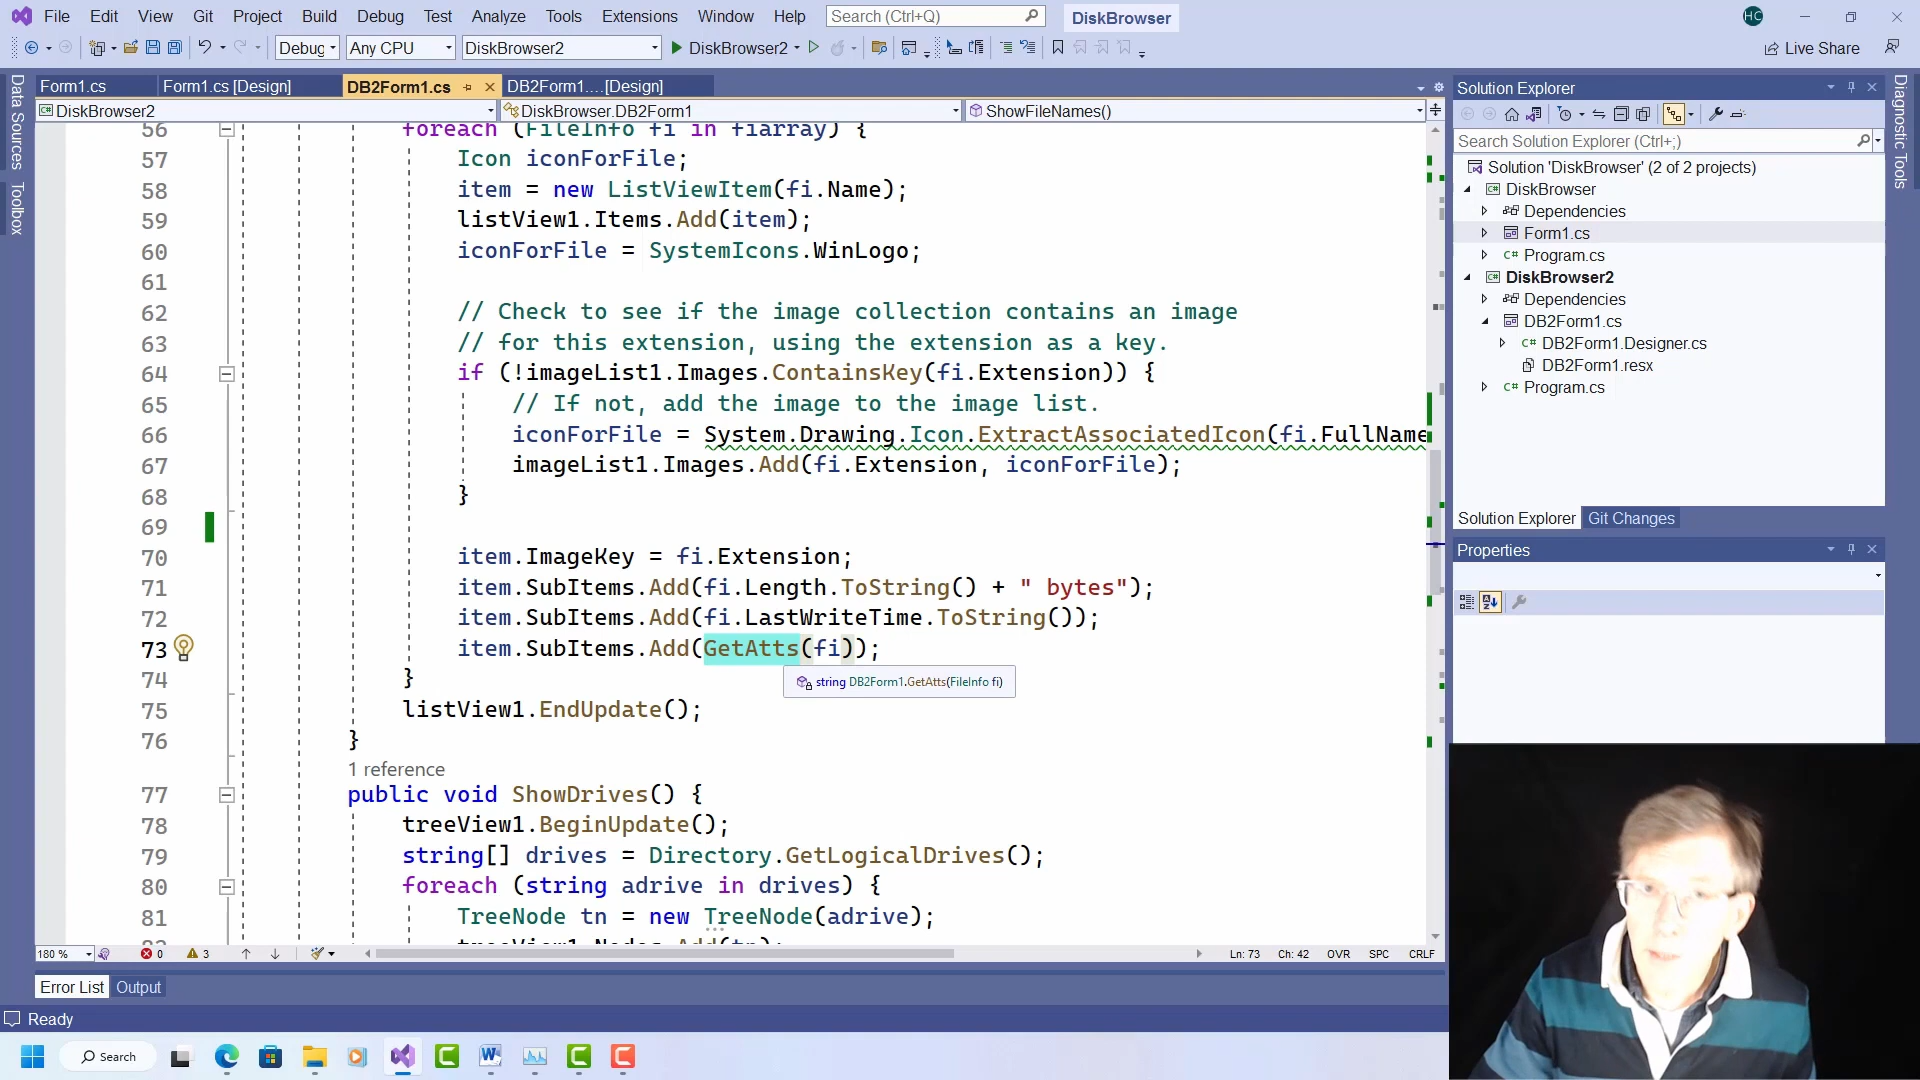 File Edit View Git Project Build Debug Test Analyze Tools Extensions Window Help Search (Ctrl+Q) DiskBrowser HC
Debug Any CPU DiskBrowser2 DiskBrowser2 Live Share
Form1.cs Form1.cs [Design] DB2Form1.cs DB2Form1....[Design]
DiskBrowser2 DiskBrowser.DB2Form1 ShowFileNames()
Data Sources
Toolbox
56 foreach (FileInfo fi in fiarray) {
57 Icon iconForFile;
58 item = new ListViewItem(fi.Name);
59 listView1.Items.Add(item);
60 iconForFile = SystemIcons.WinLogo;
61
62 // Check to see if the image collection contains an image
63 // for this extension, using the extension as a key.
64 if (!imageList1.Images.ContainsKey(fi.Extension)) {
65 // If not, add the image to the image list.
66 iconForFile = System.Drawing.Icon.ExtractAssociatedIcon(fi.FullName
67 imageList1.Images.Add(fi.Extension, iconForFile);
68 }
69
70 item.ImageKey = fi.Extension;
71 item.SubItems.Add(fi.Length.ToString() + " bytes");
72 item.SubItems.Add(fi.LastWriteTime.ToString());
73 item.SubItems.Add(GetAtts(fi));
string DB2Form1.GetAtts(FileInfo fi)
74 }
75 listView1.EndUpdate();
76 }
1 reference
77 public void ShowDrives() {
78 treeView1.BeginUpdate();
79 string[] drives = Directory.GetLogicalDrives();
80 foreach (string adrive in drives) {
81 TreeNode tn = new TreeNode(adrive);
82 treeView1.Nodes.Add(tn);
180 % 0 3 Ln: 73 Ch: 42 OVR SPC CRLF
Error List Output
Ready
Search
Solution Explorer
Search Solution Explorer (Ctrl+;)
Solution 'DiskBrowser' (2 of 2 projects)
DiskBrowser
Dependencies
Form1.cs
C# Program.cs
DiskBrowser2
Dependencies
DB2Form1.cs
C# DB2Form1.Designer.cs
DB2Form1.resx
C# Program.cs
Solution Explorer Git Changes
Properties
Diagnostic Tools